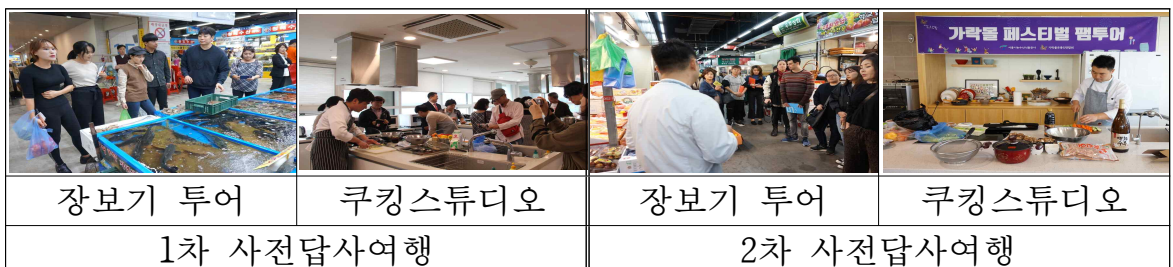 가락몰 페스티벌 팸투어
장보기 투어 쿠킹스튜디오 장보기 투어 쿠킹스튜디오
1차 사전답사여행 2차 사전답사여행